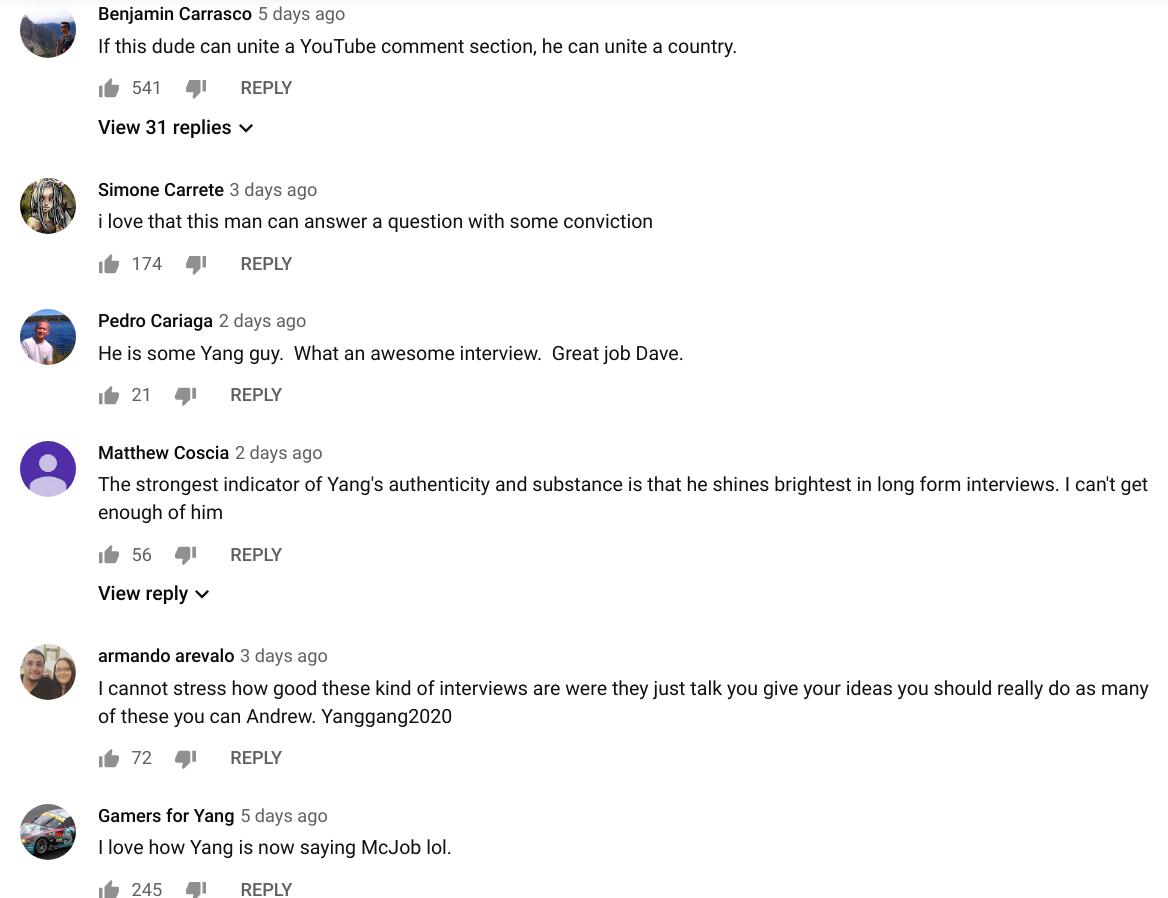 Benjamin Carrasco 5 days ago
If this dude can unite a YouTube comment section, he can unite a country.
541 REPLY
View 31 replies
Simone Carrete 3 days ago
i love that this man can answer a question with some conviction
174 REPLY
Pedro Cariaga 2 days ago
He is some Yang guy.  What an awesome interview.  Great job Dave.
21 REPLY
Matthew Coscia 2 days ago
The strongest indicator of Yang's authenticity and substance is that he shines brightest in long form interviews. I can't get
enough of him
56 REPLY
View reply
armando arevalo 3 days ago
I cannot stress how good these kind of interviews are were they just talk you give your ideas you should really do as many
of these you can Andrew. Yanggang2020
72 REPLY
Gamers for Yang 5 days ago
I love how Yang is now saying McJob lol.
245 REPLY